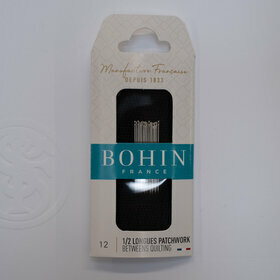 Manufacture Française
DEPUIS 1833
BOHIN
FRANCE
12
1/2 LONGUES PATCHWORK
BETWEENS QUILTING